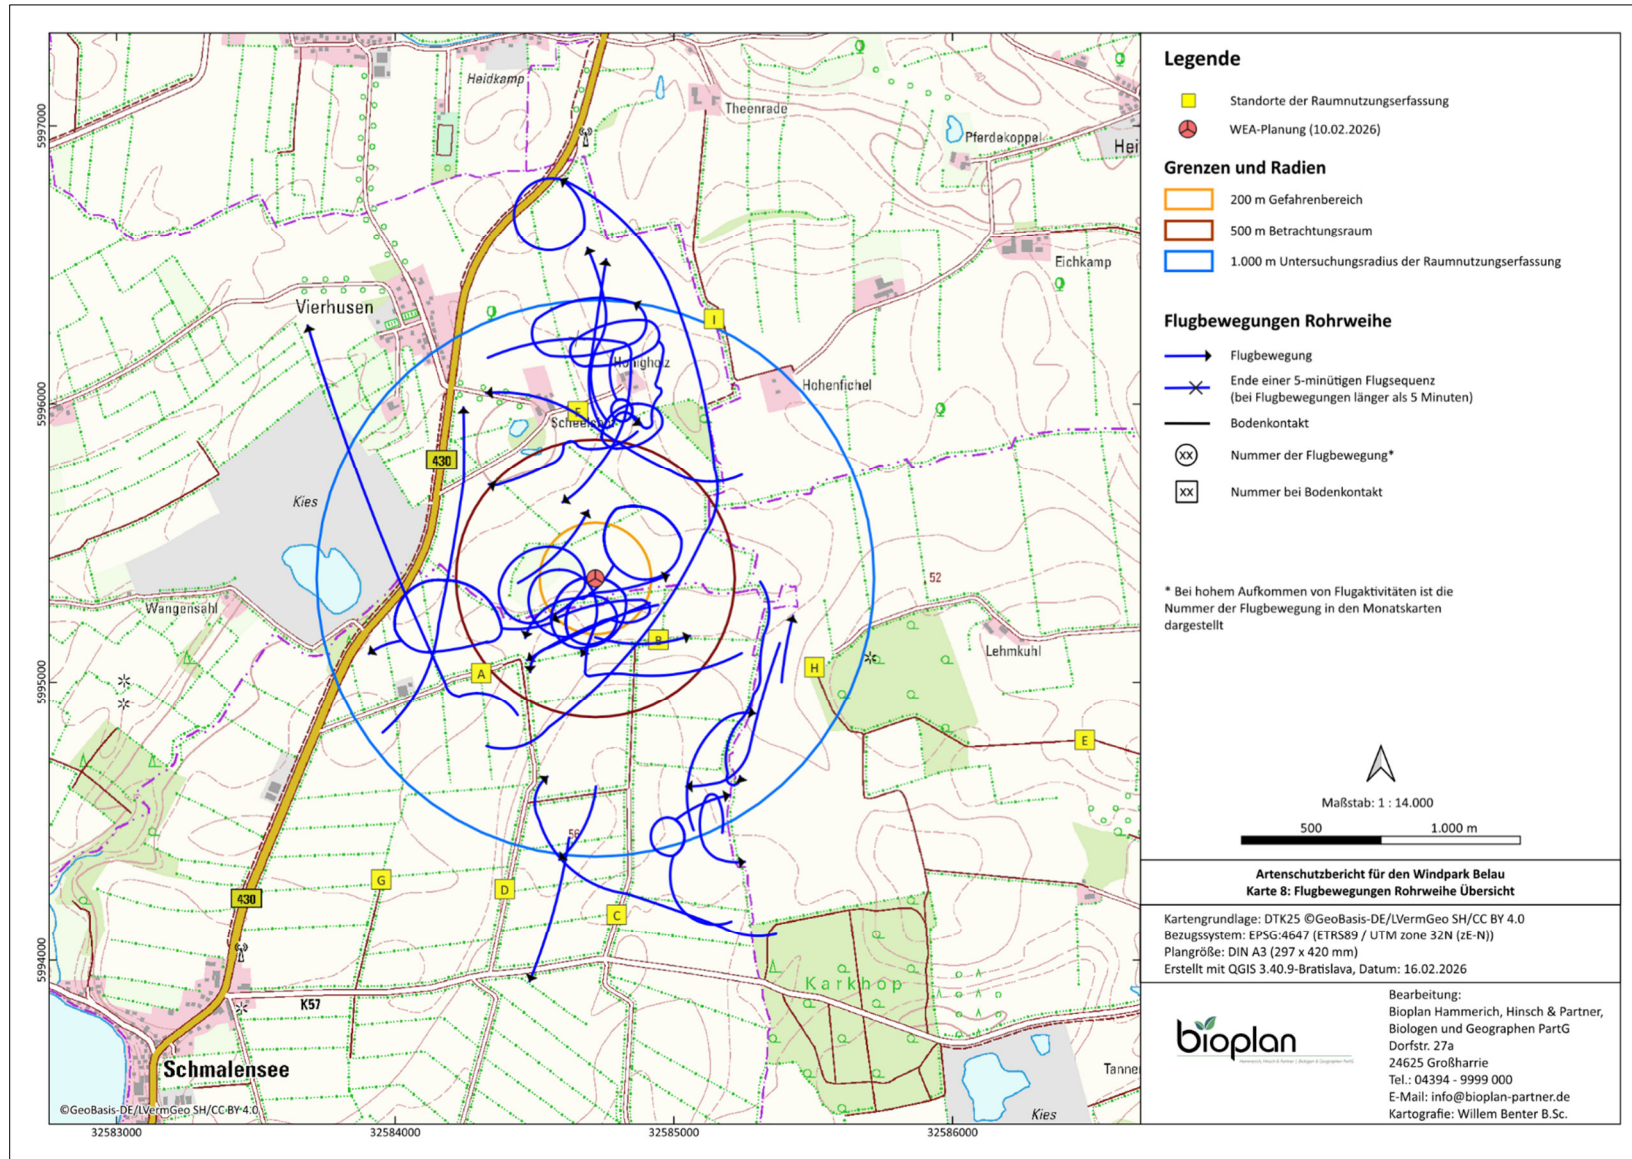 Heidkamp
Theenrade
Pferdekoppel
Hei
Eichkamp
Vierhusen
I
Honigholz
Hohenfichel
F
Scheelsh
430
Kies
52
Wangensahl
B
Lehmkuhl
A
H
E
56
G
D
C
430
Karkhop
K57
Schmalensee
Tanne
Kies
©GeoBasis-DE/LVermGeo SH/CC BY 4.0
5997000
5996000
5995000
5994000
32583000
32584000
32585000
32586000
Legende
Standorte der Raumnutzungserfassung
WEA-Planung (10.02.2026)
Grenzen und Radien
200 m Gefahrenbereich
500 m Betrachtungsraum
1.000 m Untersuchungsradius der Raumnutzungserfassung
Flugbewegungen Rohrweihe
Flugbewegung
Ende einer 5-minütigen Flugsequenz
(bei Flugbewegungen länger als 5 Minuten)
Bodenkontakt
xx Nummer der Flugbewegung*
xx Nummer bei Bodenkontakt
* Bei hohem Aufkommen von Flugaktivitäten ist die
Nummer der Flugbewegung in den Monatskarten
dargestellt
Maßstab: 1 : 14.000
500 1.000 m
Artenschutzbericht für den Windpark Belau
Karte 8: Flugbewegungen Rohrweihe Übersicht
Kartengrundlage: DTK25 ©GeoBasis-DE/LVermGeo SH/CC BY 4.0
Bezugssystem: EPSG:4647 (ETRS89 / UTM zone 32N (zE-N))
Plangröße: DIN A3 (297 x 420 mm)
Erstellt mit QGIS 3.40.9-Bratislava, Datum: 16.02.2026
bioplan
Bearbeitung:
Bioplan Hammerich, Hinsch & Partner,
Biologen und Geographen PartG
Dorfstr. 27a
24625 Großharrie
Tel.: 04394 - 9999 000
E-Mail: info@bioplan-partner.de
Kartografie: Willem Benter B.Sc.